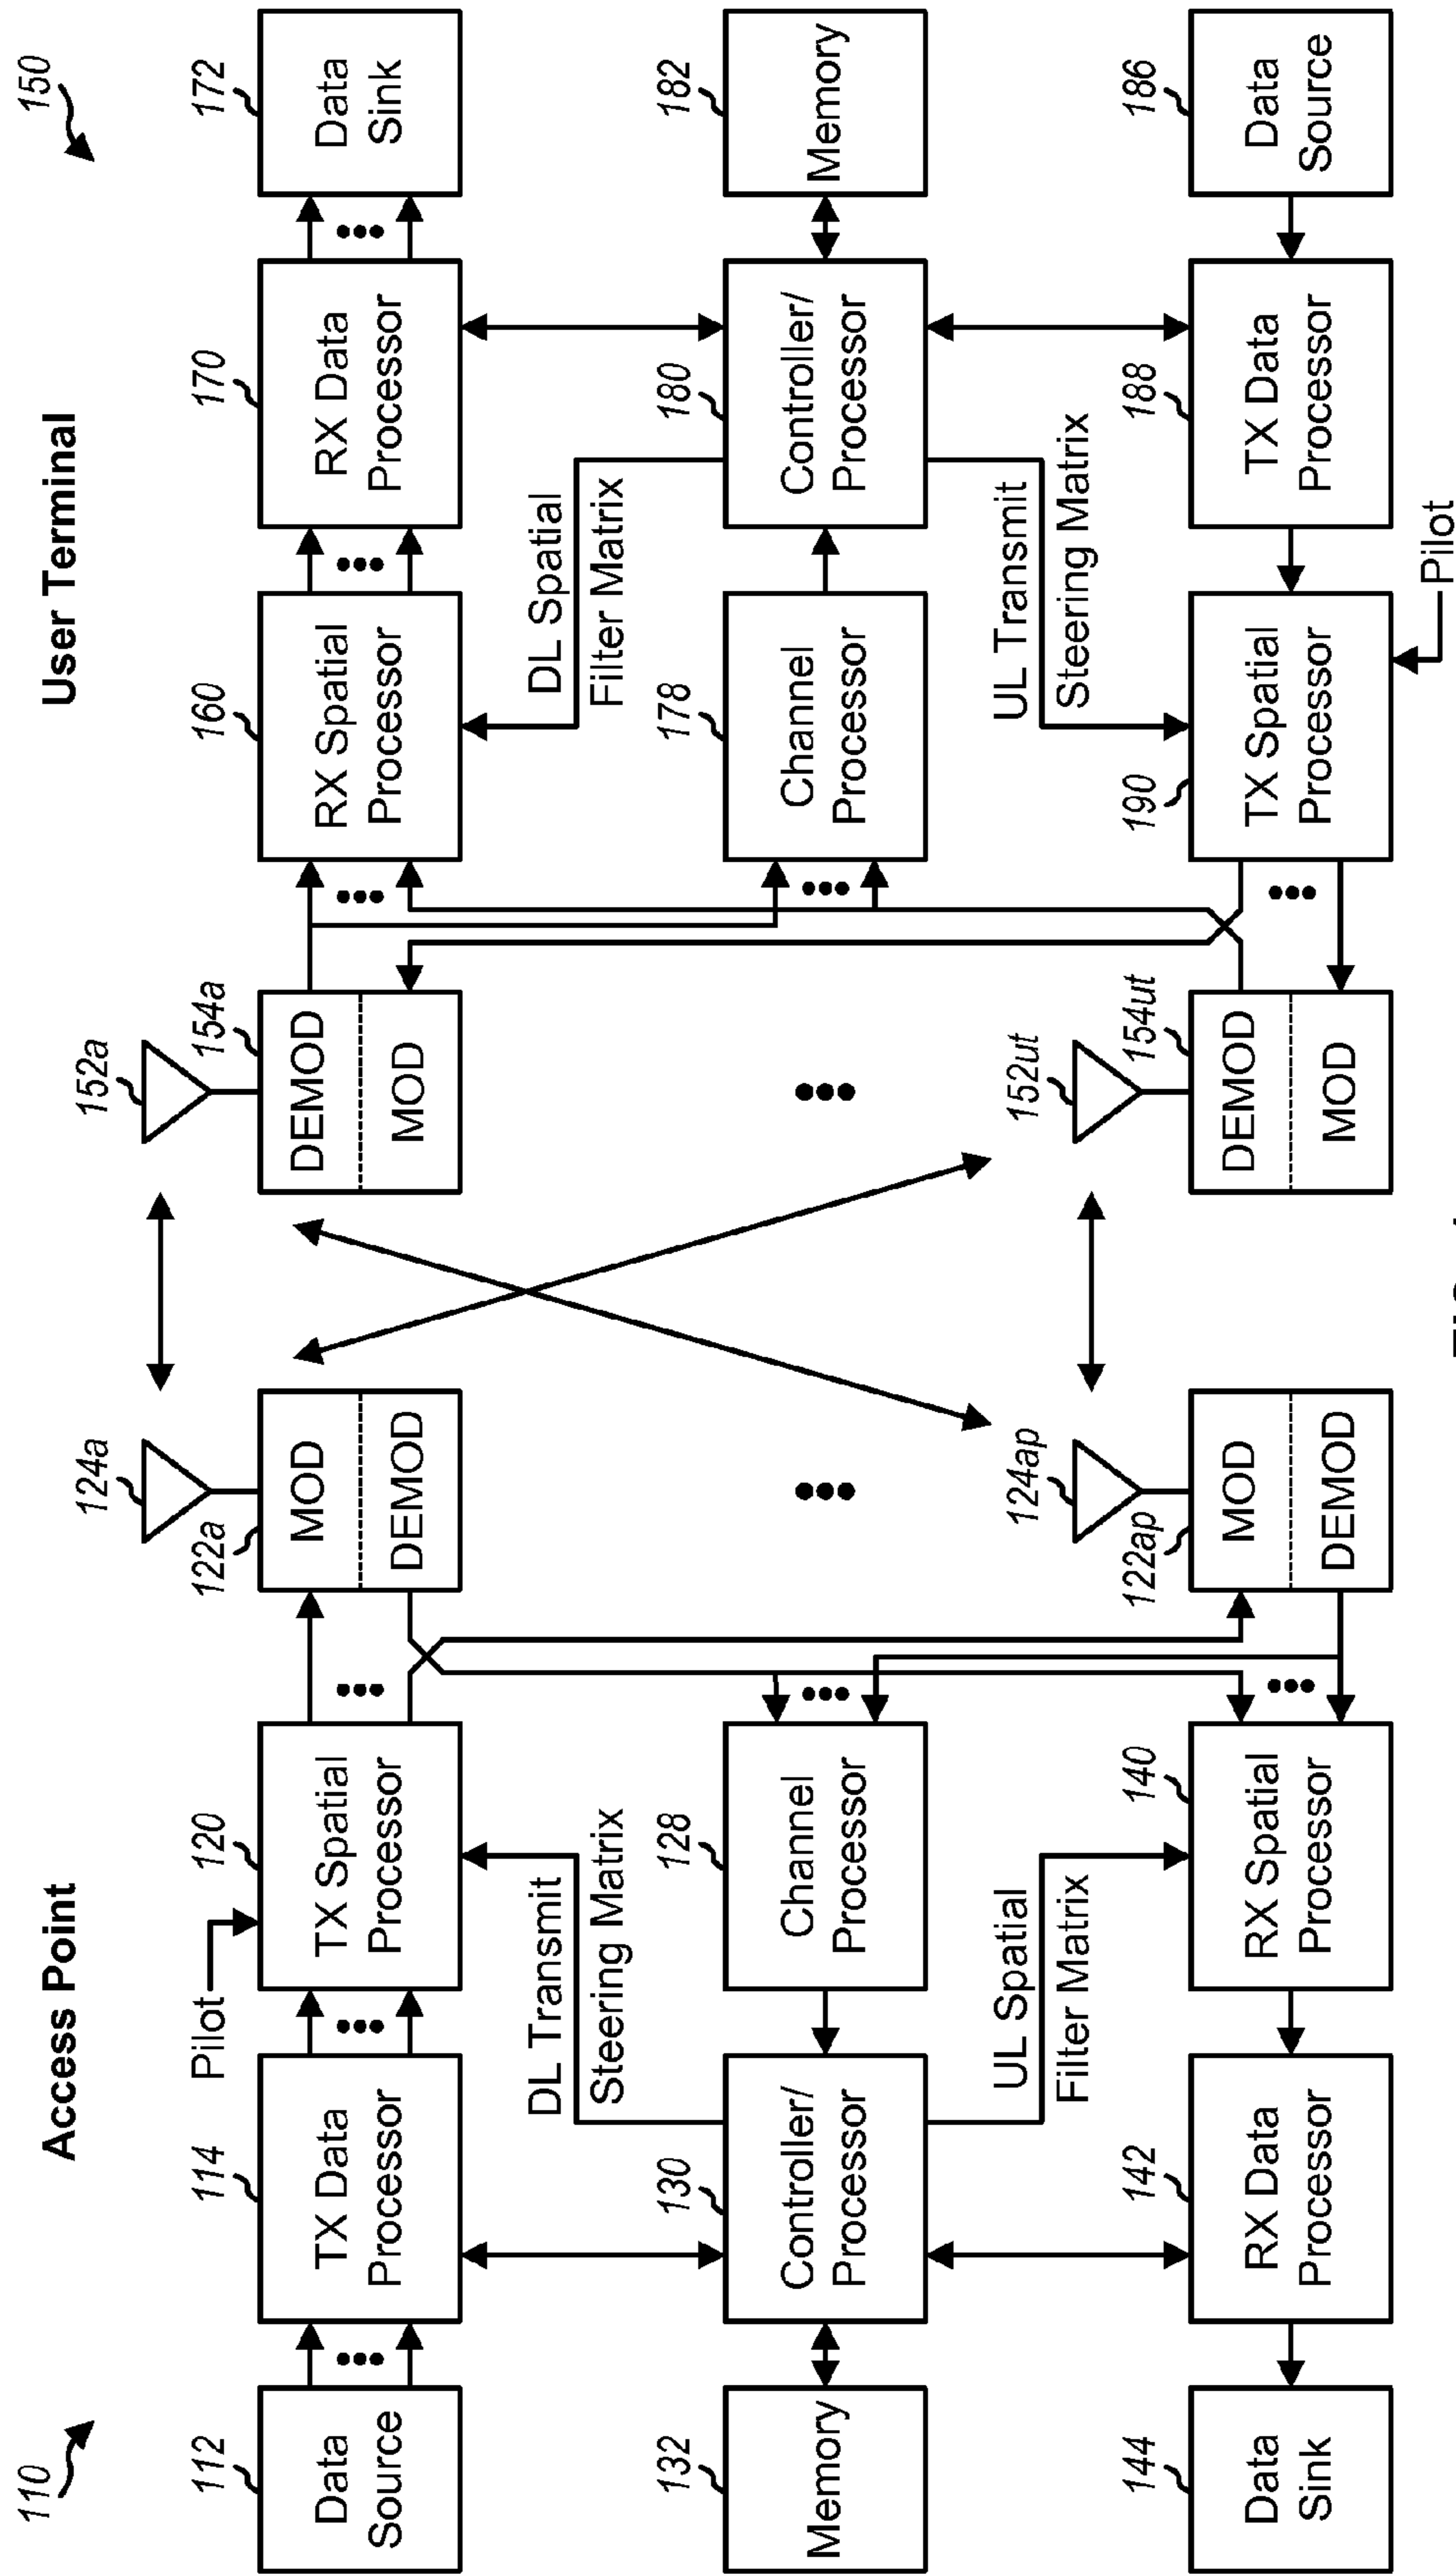 Access Point
User Terminal
110
150
112
Data
Source
114
TX Data
Processor
Pilot
120
TX Spatial
Processor
124a
122a
MOD
DEMOD
152a
154a
DEMOD
MOD
160
RX Spatial
Processor
170
RX Data
Processor
172
Data
Sink
DL Transmit
Steering Matrix
DL Spatial
Filter Matrix
132
Memory
130
Controller/
Processor
128
Channel
Processor
178
Channel
Processor
180
Controller/
Processor
182
Memory
UL Spatial
Filter Matrix
UL Transmit
Steering Matrix
144
Data
Sink
142
RX Data
Processor
140
RX Spatial
Processor
124ap
122ap
MOD
DEMOD
152ut
154ut
DEMOD
MOD
190
TX Spatial
Processor
188
TX Data
Processor
186
Data
Source
Pilot